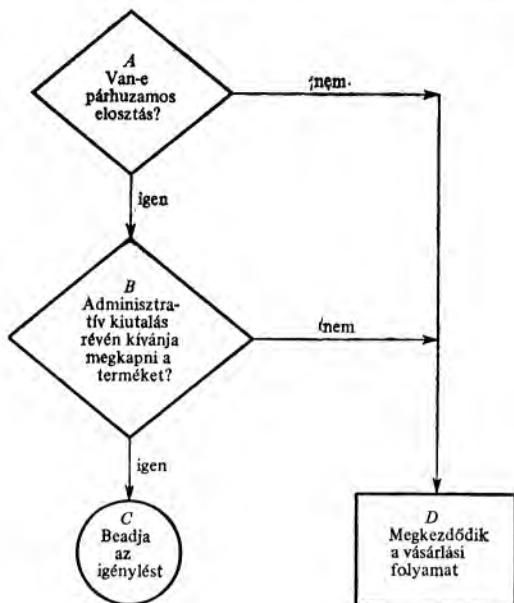 A
Van-e
párhuzamos
elosztás?
nem
igen
B
Adminisztra-
tív kiutalás
révén kívánja
megkapni a
terméket?
nem
igen
C
Beadja
az
igénylést
D
Megkezdődik
a vásárlási
folyamat